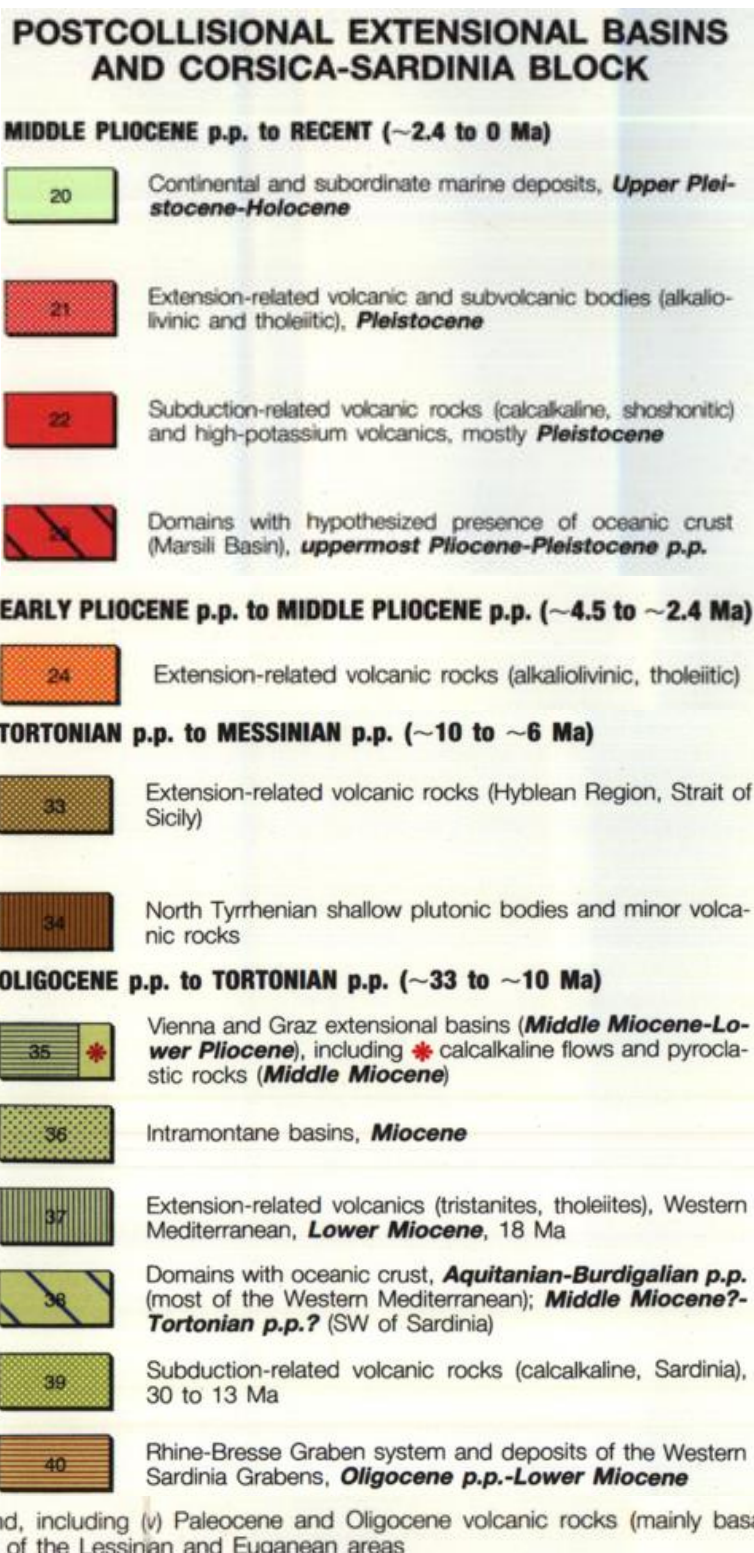 POSTCOLLISIONAL EXTENSIONAL BASINS
AND CORSICA-SARDINIA BLOCK
MIDDLE PLIOCENE p.p. to RECENT (~2.4 to 0 Ma)
20
Continental and subordinate marine deposits, Upper Plei-
stocene-Holocene
21
Extension-related volcanic and subvolcanic bodies (alkalio-
livinic and tholeiitic), Pleistocene
22
Subduction-related volcanic rocks (calcalkaline, shoshonitic)
and high-potassium volcanics, mostly Pleistocene
23
Domains with hypothesized presence of oceanic crust
(Marsili Basin), uppermost Pliocene-Pleistocene p.p.
EARLY PLIOCENE p.p. to MIDDLE PLIOCENE p.p. (~4.5 to ~2.4 Ma)
24
Extension-related volcanic rocks (alkaliolivinic, tholeiitic)
TORTONIAN p.p. to MESSINIAN p.p. (~10 to ~6 Ma)
33
Extension-related volcanic rocks (Hyblean Region, Strait of
Sicily)
34
North Tyrrhenian shallow plutonic bodies and minor volca-
nic rocks
OLIGOCENE p.p. to TORTONIAN p.p. (~33 to ~10 Ma)
35
Vienna and Graz extensional basins (Middle Miocene-Lo-
wer Pliocene), including ✱ calcalkaline flows and pyrocla-
stic rocks (Middle Miocene)
36
Intramontane basins, Miocene
37
Extension-related volcanics (tristanites, tholeiites), Western
Mediterranean, Lower Miocene, 18 Ma
38
Domains with oceanic crust, Aquitanian-Burdigalian p.p.
(most of the Western Mediterranean); Middle Miocene?-
Tortonian p.p.? (SW of Sardinia)
39
Subduction-related volcanic rocks (calcalkaline, Sardinia),
30 to 13 Ma
40
Rhine-Bresse Graben system and deposits of the Western
Sardinia Grabens, Oligocene p.p.-Lower Miocene
nd, including (v) Paleocene and Oligocene volcanic rocks (mainly basa
of the Lessinian and Euganean areas